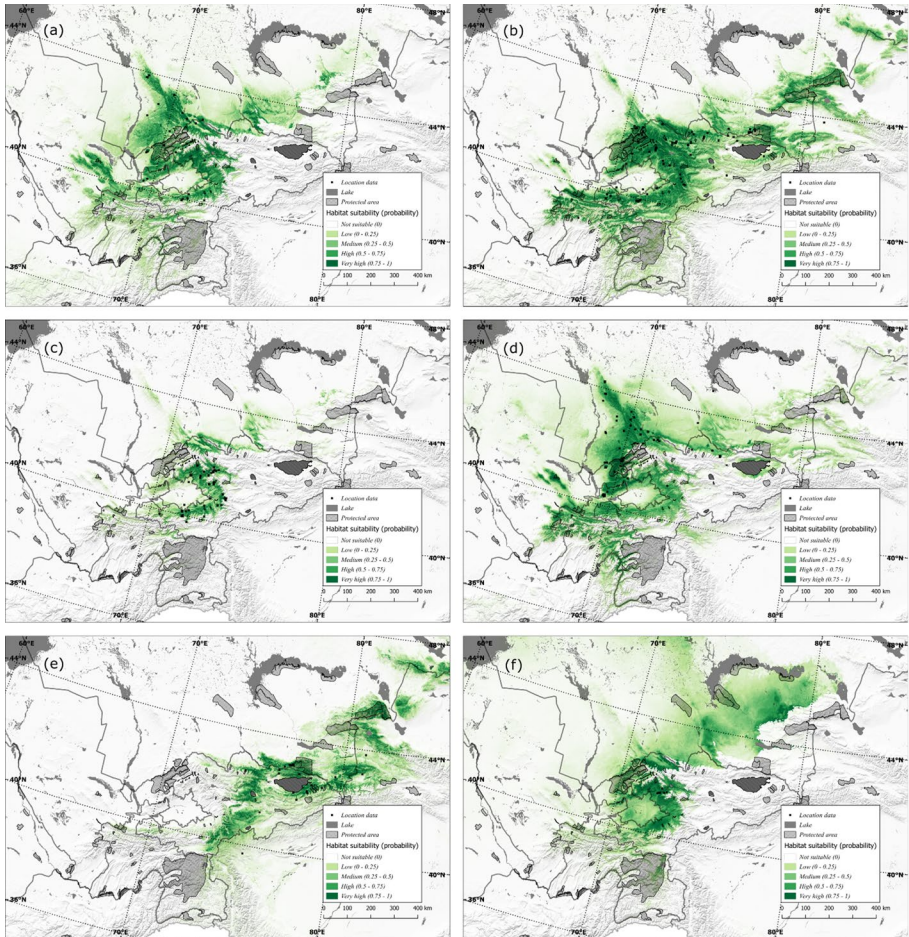 60°E
70°E
80°E
48°N
44°N
(a)
44°N
40°N
Location data
Lake
Protected area
Habitat suitability (probability)
Not suitable (0)
Low (0 - 0.25)
Medium (0.25 - 0.5)
High (0.5 - 0.75)
Very high (0.75 - 1)
0 100 200 300 400 km
40°N
36°N
70°E
80°E
60°E
70°E
80°E
48°N
44°N
(b)
44°N
40°N
Location data
Lake
Protected area
Habitat suitability (probability)
Not suitable (0)
Low (0 - 0.25)
Medium (0.25 - 0.5)
High (0.5 - 0.75)
Very high (0.75 - 1)
0 100 200 300 400 km
40°N
36°N
70°E
80°E
60°E
70°E
80°E
48°N
44°N
(c)
44°N
40°N
Location data
Lake
Protected area
Habitat suitability (probability)
Not suitable (0)
Low (0 - 0.25)
Medium (0.25 - 0.5)
High (0.5 - 0.75)
Very high (0.75 - 1)
0 100 200 300 400 km
40°N
36°N
70°E
80°E
60°E
70°E
80°E
48°N
44°N
(d)
44°N
40°N
Location data
Lake
Protected area
Habitat suitability (probability)
Not suitable (0)
Low (0 - 0.25)
Medium (0.25 - 0.5)
High (0.5 - 0.75)
Very high (0.75 - 1)
0 100 200 300 400 km
40°N
36°N
70°E
80°E
60°E
70°E
80°E
48°N
44°N
(e)
44°N
40°N
Location data
Lake
Protected area
Habitat suitability (probability)
Not suitable (0)
Low (0 - 0.25)
Medium (0.25 - 0.5)
High (0.5 - 0.75)
Very high (0.75 - 1)
0 100 200 300 400 km
40°N
36°N
70°E
80°E
60°E
70°E
80°E
48°N
44°N
(f)
44°N
40°N
Location data
Lake
Protected area
Habitat suitability (probability)
Not suitable (0)
Low (0 - 0.25)
Medium (0.25 - 0.5)
High (0.5 - 0.75)
Very high (0.75 - 1)
0 100 200 300 400 km
40°N
36°N
70°E
80°E